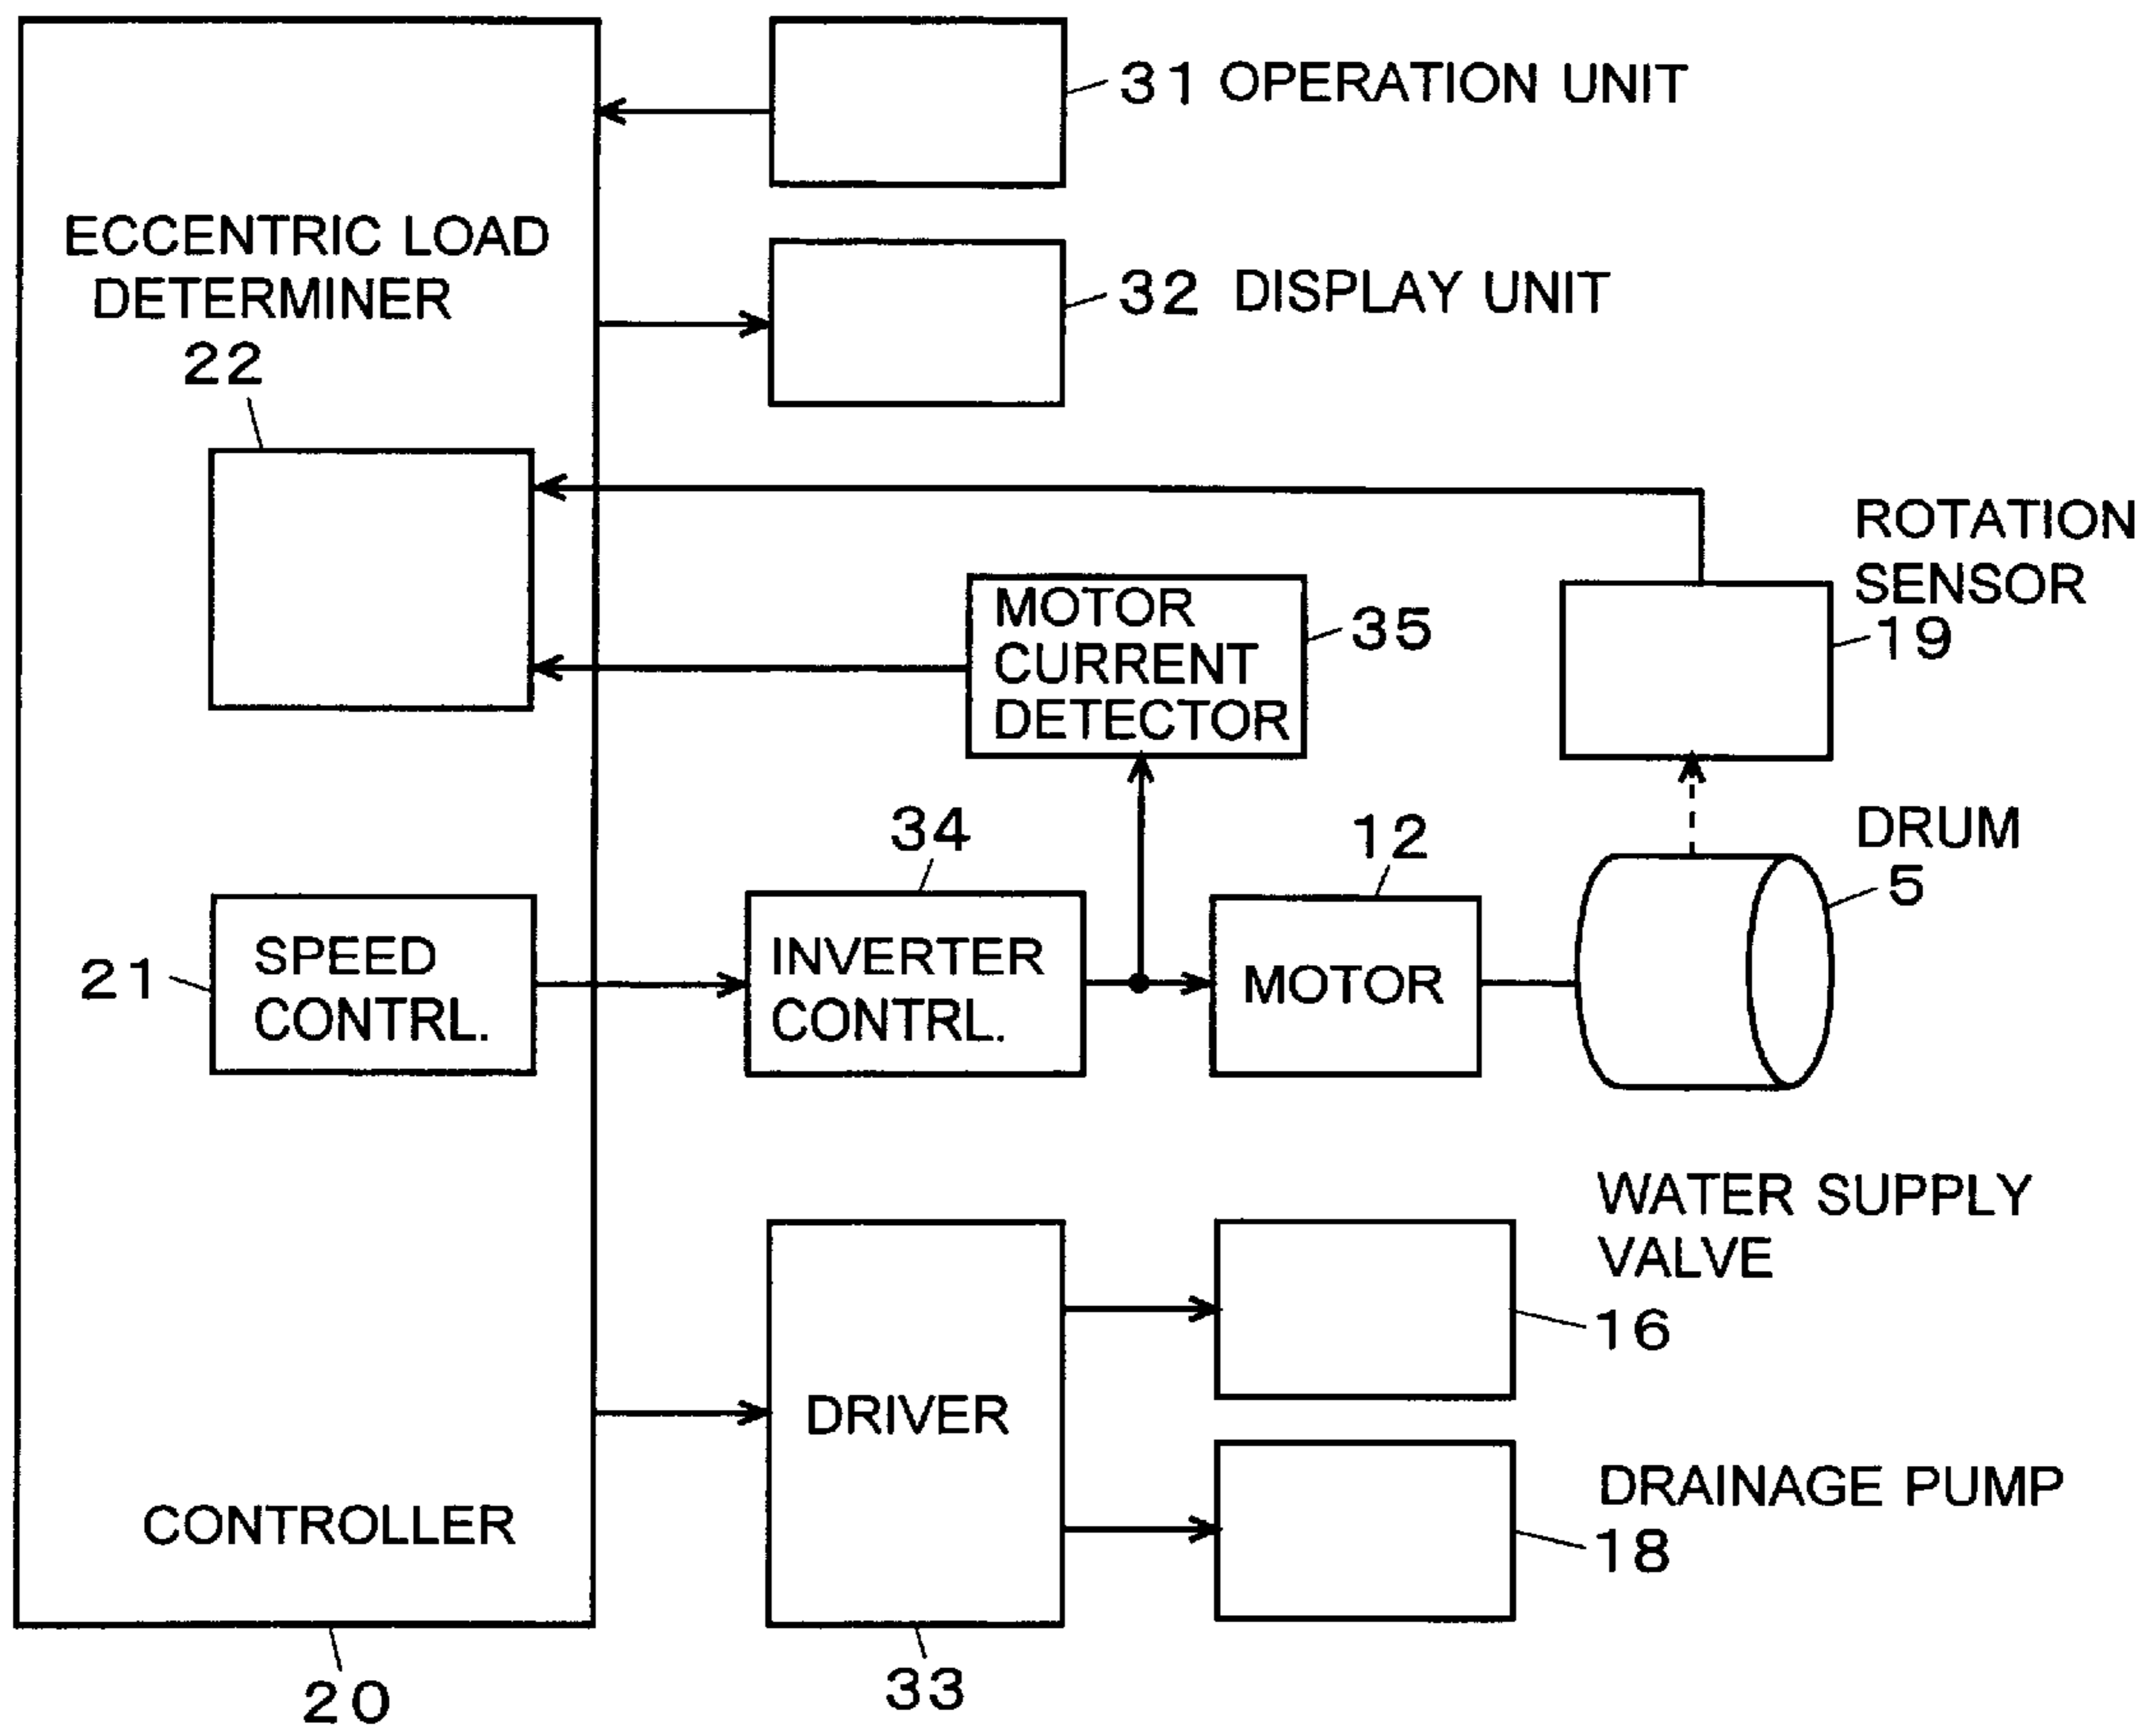 31 OPERATION UNIT
ECCENTRIC LOAD
DETERMINER
22
32 DISPLAY UNIT
ROTATION
SENSOR
19
MOTOR
CURRENT
DETECTOR
35
34
12
DRUM
5
21
SPEED
CONTRL.
INVERTER
CONTRL.
MOTOR
WATER SUPPLY
VALVE
16
DRIVER
DRAINAGE PUMP
18
CONTROLLER
20
33